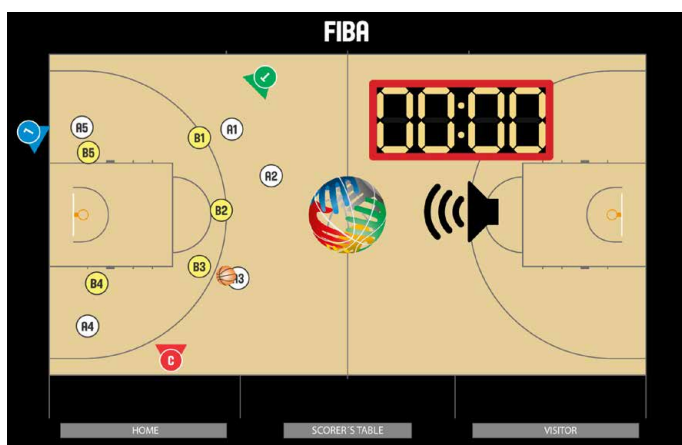 FIBA
T
00:00
L
A5
B1
A1
B5
A2
B2
B3
A3
B4
A4
C
HOME
SCORER'S TABLE
VISITOR